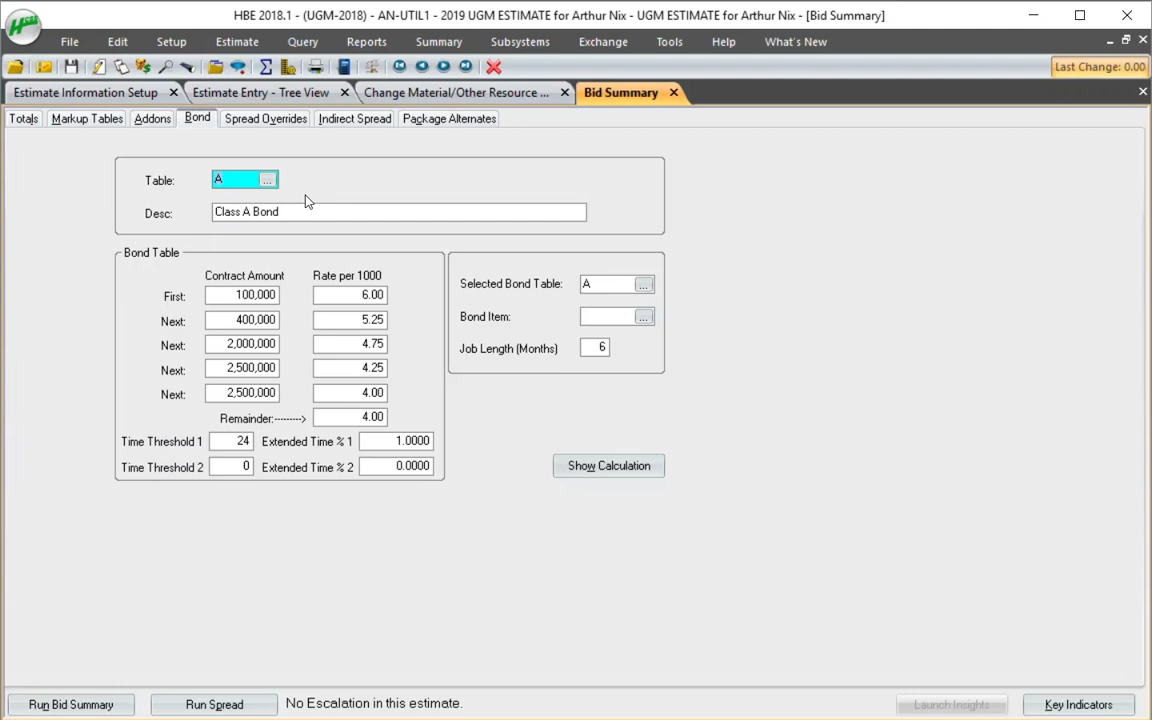 HBE 2018.1 - (UGM-2018) - AN-UTIL1 - 2019 UGM ESTIMATE for Arthur Nix - UGM ESTIMATE for Arthur Nix - [Bid Summary]
File Edit Setup Estimate Query Reports Summary Subsystems Exchange Tools Help What's New
Last Change: 0.00
Estimate Information Setup Estimate Entry - Tree View Change Material/Other Resource ... Bid Summary
Totals Markup Tables Addons Bond Spread Overrides Indirect Spread Package Alternates
Table: A ...
Desc: Class A Bond
Bond Table
Contract Amount Rate per 1000
First: 100,000 6.00
Next: 400,000 5.25
Next: 2,000,000 4.75
Next: 2,500,000 4.25
Next: 2,500,000 4.00
Remainder:---------> 4.00
Time Threshold 1 24 Extended Time % 1 1.0000
Time Threshold 2 0 Extended Time % 2 0.0000
Selected Bond Table: A ...
Bond Item: ...
Job Length (Months) 6
Show Calculation
Run Bid Summary Run Spread No Escalation in this estimate. Launch Insights Key Indicators